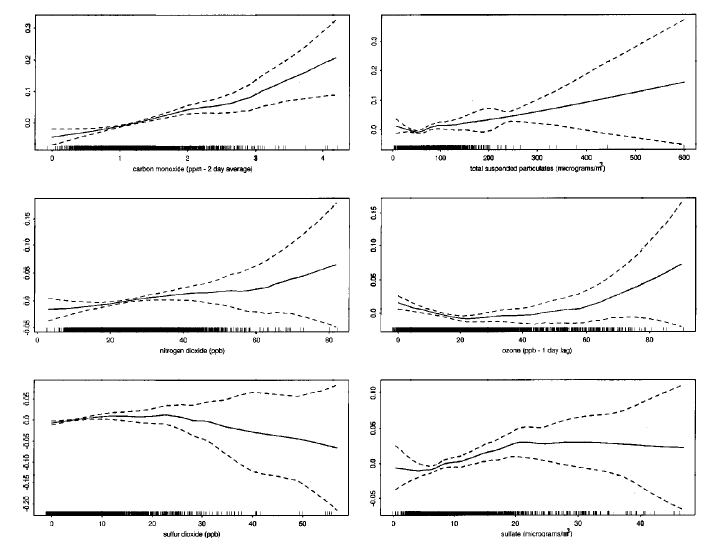 0.0 0.1 0.2 0.3
0 1 2 3 4
carbon monoxide (ppm - 2 day average)
0.0 0.1 0.2 0.3
0 100 200 300 400 500 600
total suspended particulates (micrograms/m3)
-0.05 0.0 0.05 0.10 0.15
0 20 40 60 80
nitrogen dioxide (ppb)
0.0 0.05 0.10 0.15
0 20 40 60 80
ozone (ppb - 1 day lag)
-0.20 -0.15 -0.10 -0.05 0.0 0.05
0 10 20 30 40 50
sulfur dioxide (ppb)
-0.05 0.0 0.05 0.10
0 10 20 30 40
sulfate (micrograms/m3)